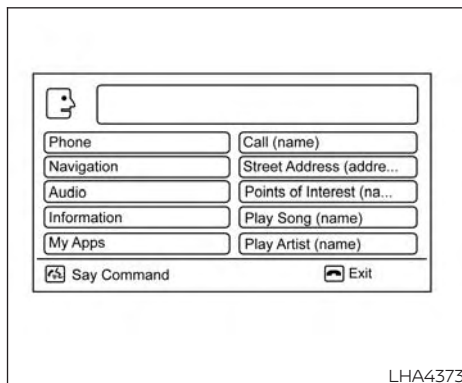 Phone
Call (name)
Navigation
Street Address (addre...
Audio
Points of Interest (na...
Information
Play Song (name)
My Apps
Play Artist (name)
Say Command
Exit
LHA4373